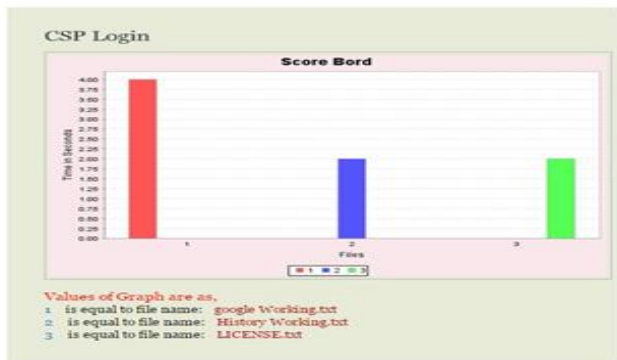 CSP Login
Score Bord
4.00
3.75
3.50
3.25
3.00
2.75
2.50
2.25
2.00
1.75
1.50
1.25
1.00
0.75
0.50
0.25
0.00
Time in Seconds
1 2 3
Files
1 2 3
Values of Graph are as,
1 is equal to file name: google Working.txt
2 is equal to file name: History Working.txt
3 is equal to file name: LICENSE.txt